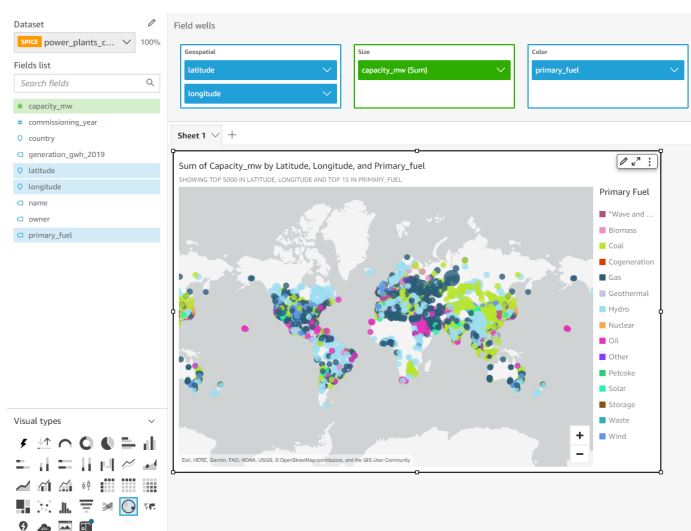 Dataset
SPICE power_plants_c... 100%
Fields list
Search fields
capacity_mw
commissioning_year
country
generation_gwh_2019
latitude
longitude
name
owner
primary_fuel
Visual types
Field wells
Geospatial
latitude
longitude
Size
capacity_mw (Sum)
Color
primary_fuel
Sheet 1
Sum of Capacity_mw by Latitude, Longitude, and Primary_fuel
SHOWING TOP 5000 IN LATITUDE, LONGITUDE AND TOP 15 IN PRIMARY_FUEL
Primary Fuel
"Wave and ...
Biomass
Coal
Cogeneration
Gas
Geothermal
Hydro
Nuclear
Oil
Other
Petcoke
Solar
Storage
Waste
Wind
Esri, HERE, Garmin, FAO, NOAA, USGS, © OpenStreetMap contributors, and the GIS User Community